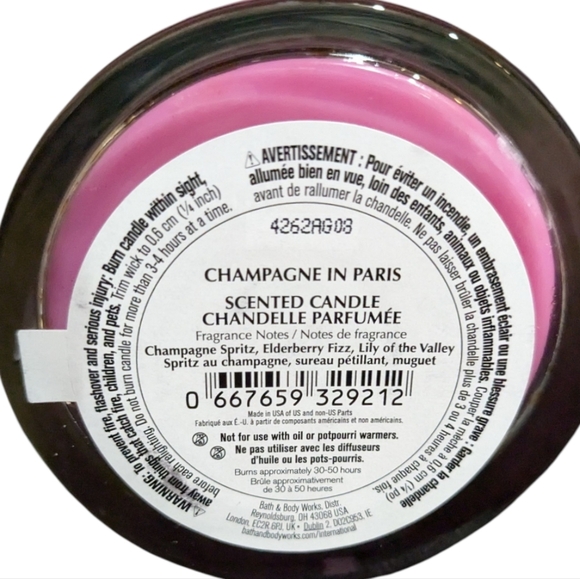 WARNING: To prevent fire, flashover and serious injury: Burn candle within sight,
away from things that catch fire, children, and pets. Trim wick to 0.6 cm (¼ inch)
before each relighting. Do not burn candle for more than 3-4 hours at a time.
AVERTISSEMENT : Pour éviter un incendie, un embrasement éclair ou une blessure grave : Garder la chandelle
allumée bien en vue, loin des enfants, animaux ou objets inflammables. Couper la mèche à 0,6 cm (¼ po)
avant de rallumer la chandelle. Ne pas laisser brûler la chandelle plus de 3 ou 4 heures à chaque
fois.
4262AG03
CHAMPAGNE IN PARIS
SCENTED CANDLE
CHANDELLE PARFUMÉE
Fragrance Notes / Notes de fragrance
Champagne Spritz, Elderberry Fizz, Lily of the Valley
Spritz au champagne, sureau pétillant, muguet
0 667659 329212
Made in USA of US and non-US Parts
Fabriqué aux É.-U. à partir de composants américains et non américains.
Not for use with oil or potpourri warmers.
Ne pas utiliser avec les diffuseurs
d'huile ou les pots-pourris.
Burns approximately 30-50 hours
Brûle approximativement
de 30 à 50 heures
Bath & Body Works, Distr.
Reynoldsburg, OH 43068 USA
London, EC2R 6PJ, UK • Dublin 2, D02C953, IE
bathandbodyworks.com/international